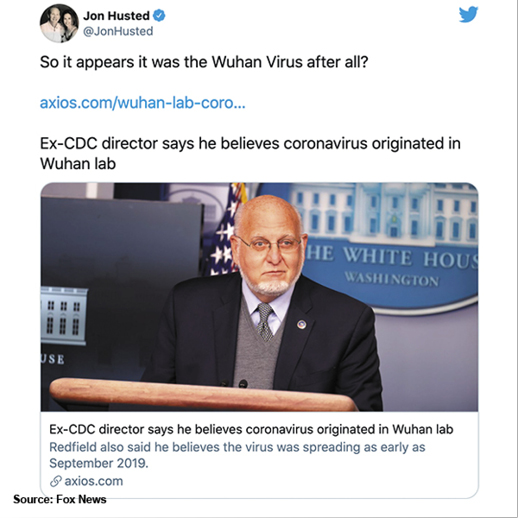 Jon Husted
@JonHusted
So it appears it was the Wuhan Virus after all?
axios.com/wuhan-lab-coro...
Ex-CDC director says he believes coronavirus originated in
Wuhan lab
THE WHITE HOUS
WASHINGTON
USE
Ex-CDC director says he believes coronavirus originated in Wuhan lab
Redfield also said he believes the virus was spreading as early as
September 2019.
axios.com
Source: Fox News